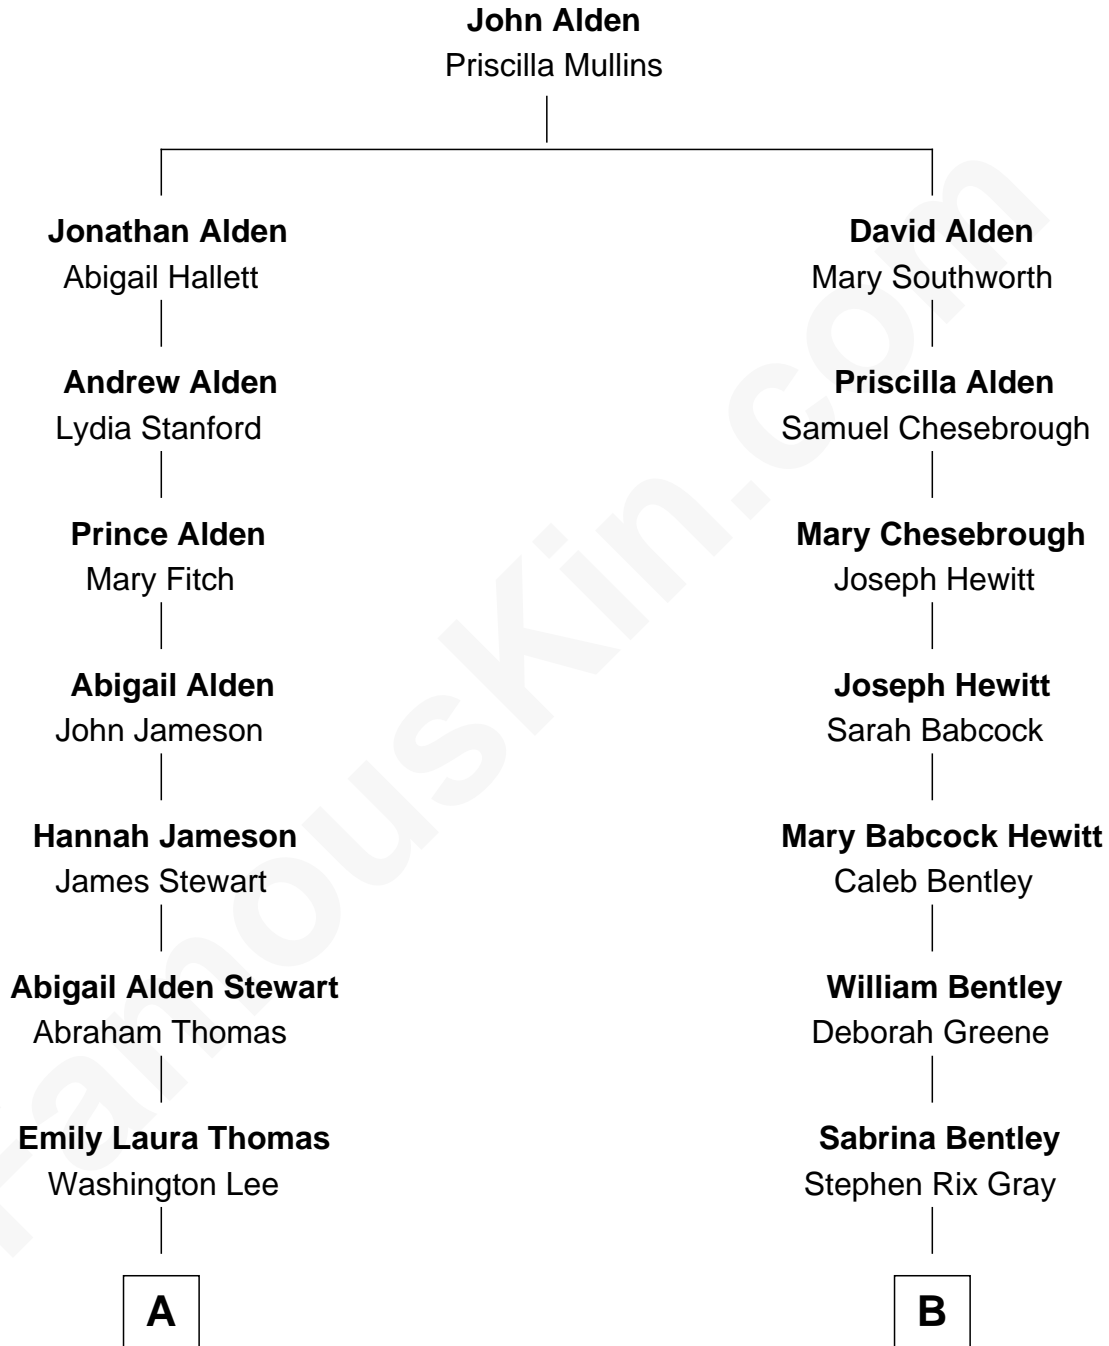 John Alden
Priscilla Mullins
Jonathan Alden
Abigail Hallett
David Alden
Mary Southworth
Andrew Alden
Lydia Stanford
Priscilla Alden
Samuel Chesebrough
Prince Alden
Mary Fitch
Mary Chesebrough
Joseph Hewitt
Abigail Alden
John Jameson
Joseph Hewitt
Sarah Babcock
Hannah Jameson
James Stewart
Mary Babcock Hewitt
Caleb Bentley
Abigail Alden Stewart
Abraham Thomas
William Bentley
Deborah Greene
Emily Laura Thomas
Washington Lee
Sabrina Bentley
Stephen Rix Gray
A
B
FamousKin.com